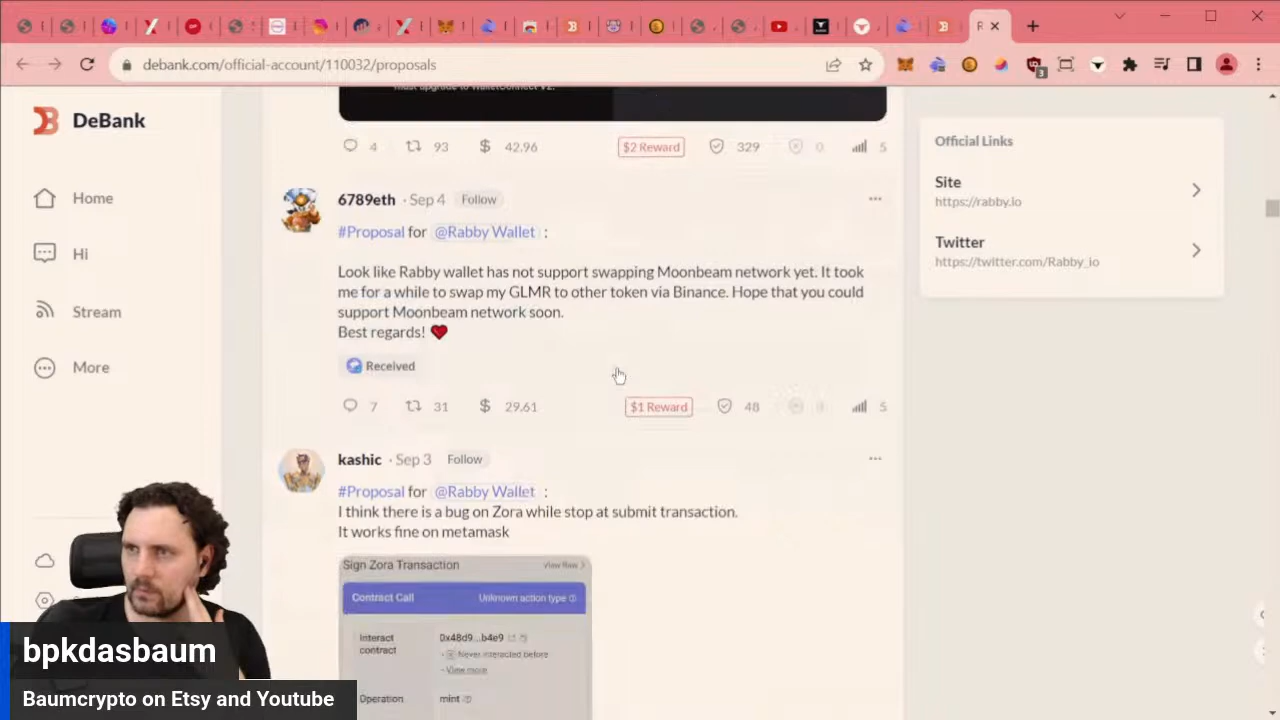 debank.com/official-account/110032/proposals
3
DeBank
Home
Hi
Stream
More
4 93 $ 42.96 $2 Reward 329 0 5
6789eth · Sep 4 Follow
#Proposal for @Rabby Wallet :
Look like Rabby wallet has not support swapping Moonbeam network yet. It took
me for a while to swap my GLMR to other token via Binance. Hope that you could
support Moonbeam network soon.
Best regards!
Received
7 31 $ 29.61 $1 Reward 48 5
kashic · Sep 3 Follow
#Proposal for @Rabby Wallet :
I think there is a bug on Zora while stop at submit transaction.
It works fine on metamask
Sign Zora Transaction View Raw >
Contract Call Unknown action type
Interact contract 0x48d9...b4e9
Never interacted before
View more
Operation mint
Official Links
Site
https://rabby.io
Twitter
https://twitter.com/Rabby_io
bpkdasbaum
Baumcrypto on Etsy and Youtube